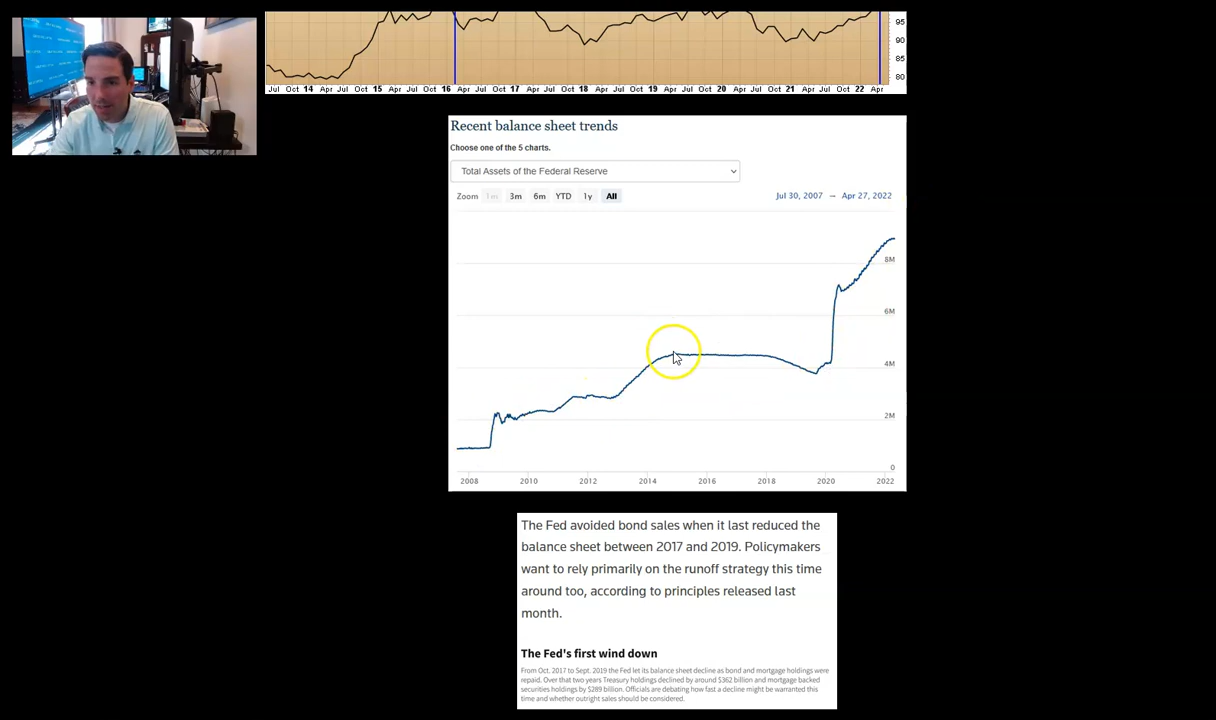 95
90
85
80
Jul Oct 14 Apr Jul Oct 15 Apr Jul Oct 16 Apr Jul Oct 17 Apr Jul Oct 18 Apr Jul Oct 19 Apr Jul Oct 20 Apr Jul Oct 21 Apr Jul Oct 22 Apr
Recent balance sheet trends
Choose one of the 5 charts.
Total Assets of the Federal Reserve
Zoom 1m 3m 6m YTD 1y All Jul 30, 2007 → Apr 27, 2022
8M
6M
4M
2M
0
2008 2010 2012 2014 2016 2018 2020 2022
The Fed avoided bond sales when it last reduced the
balance sheet between 2017 and 2019. Policymakers
want to rely primarily on the runoff strategy this time
around too, according to principles released last
month.
The Fed's first wind down
From Oct. 2017 to Sept. 2019 the Fed let its balance sheet decline as bond and mortgage holdings were
repaid. Over that two years Treasury holdings declined by around $362 billion and mortgage backed
securities holdings by $289 billion. Officials are debating how fast a decline might be warranted this
time and whether outright sales should be considered.